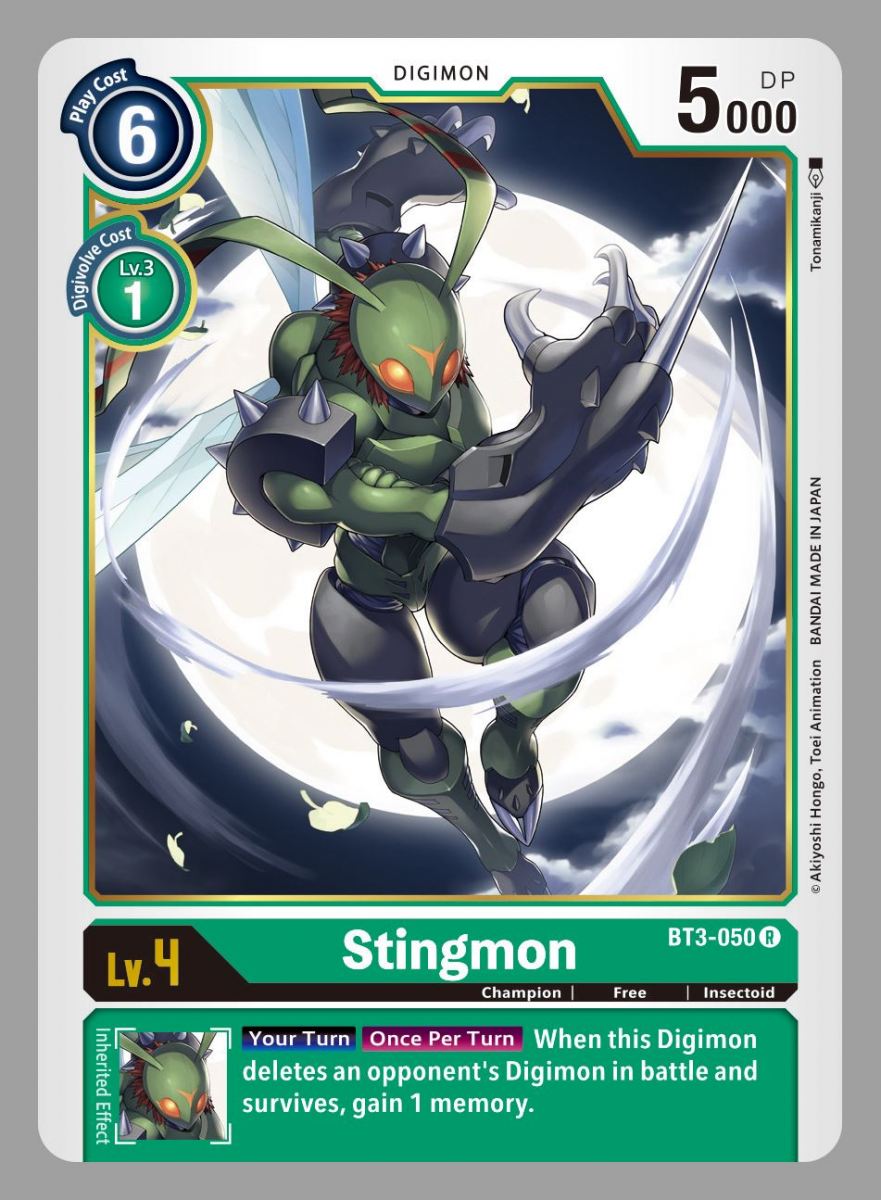 DIGIMON
Play Cost
6
5000
DP
Digivolve Cost
Lv.3
1
Tonamikanji
BANDAI MADE IN JAPAN
© Akiyoshi Hongo, Toei Animation
Lv.4
Stingmon
BT3-050 R
Champion | Free | Insectoid
Inherited Effect
Your Turn Once Per Turn When this Digimon
deletes an opponent's Digimon in battle and
survives, gain 1 memory.